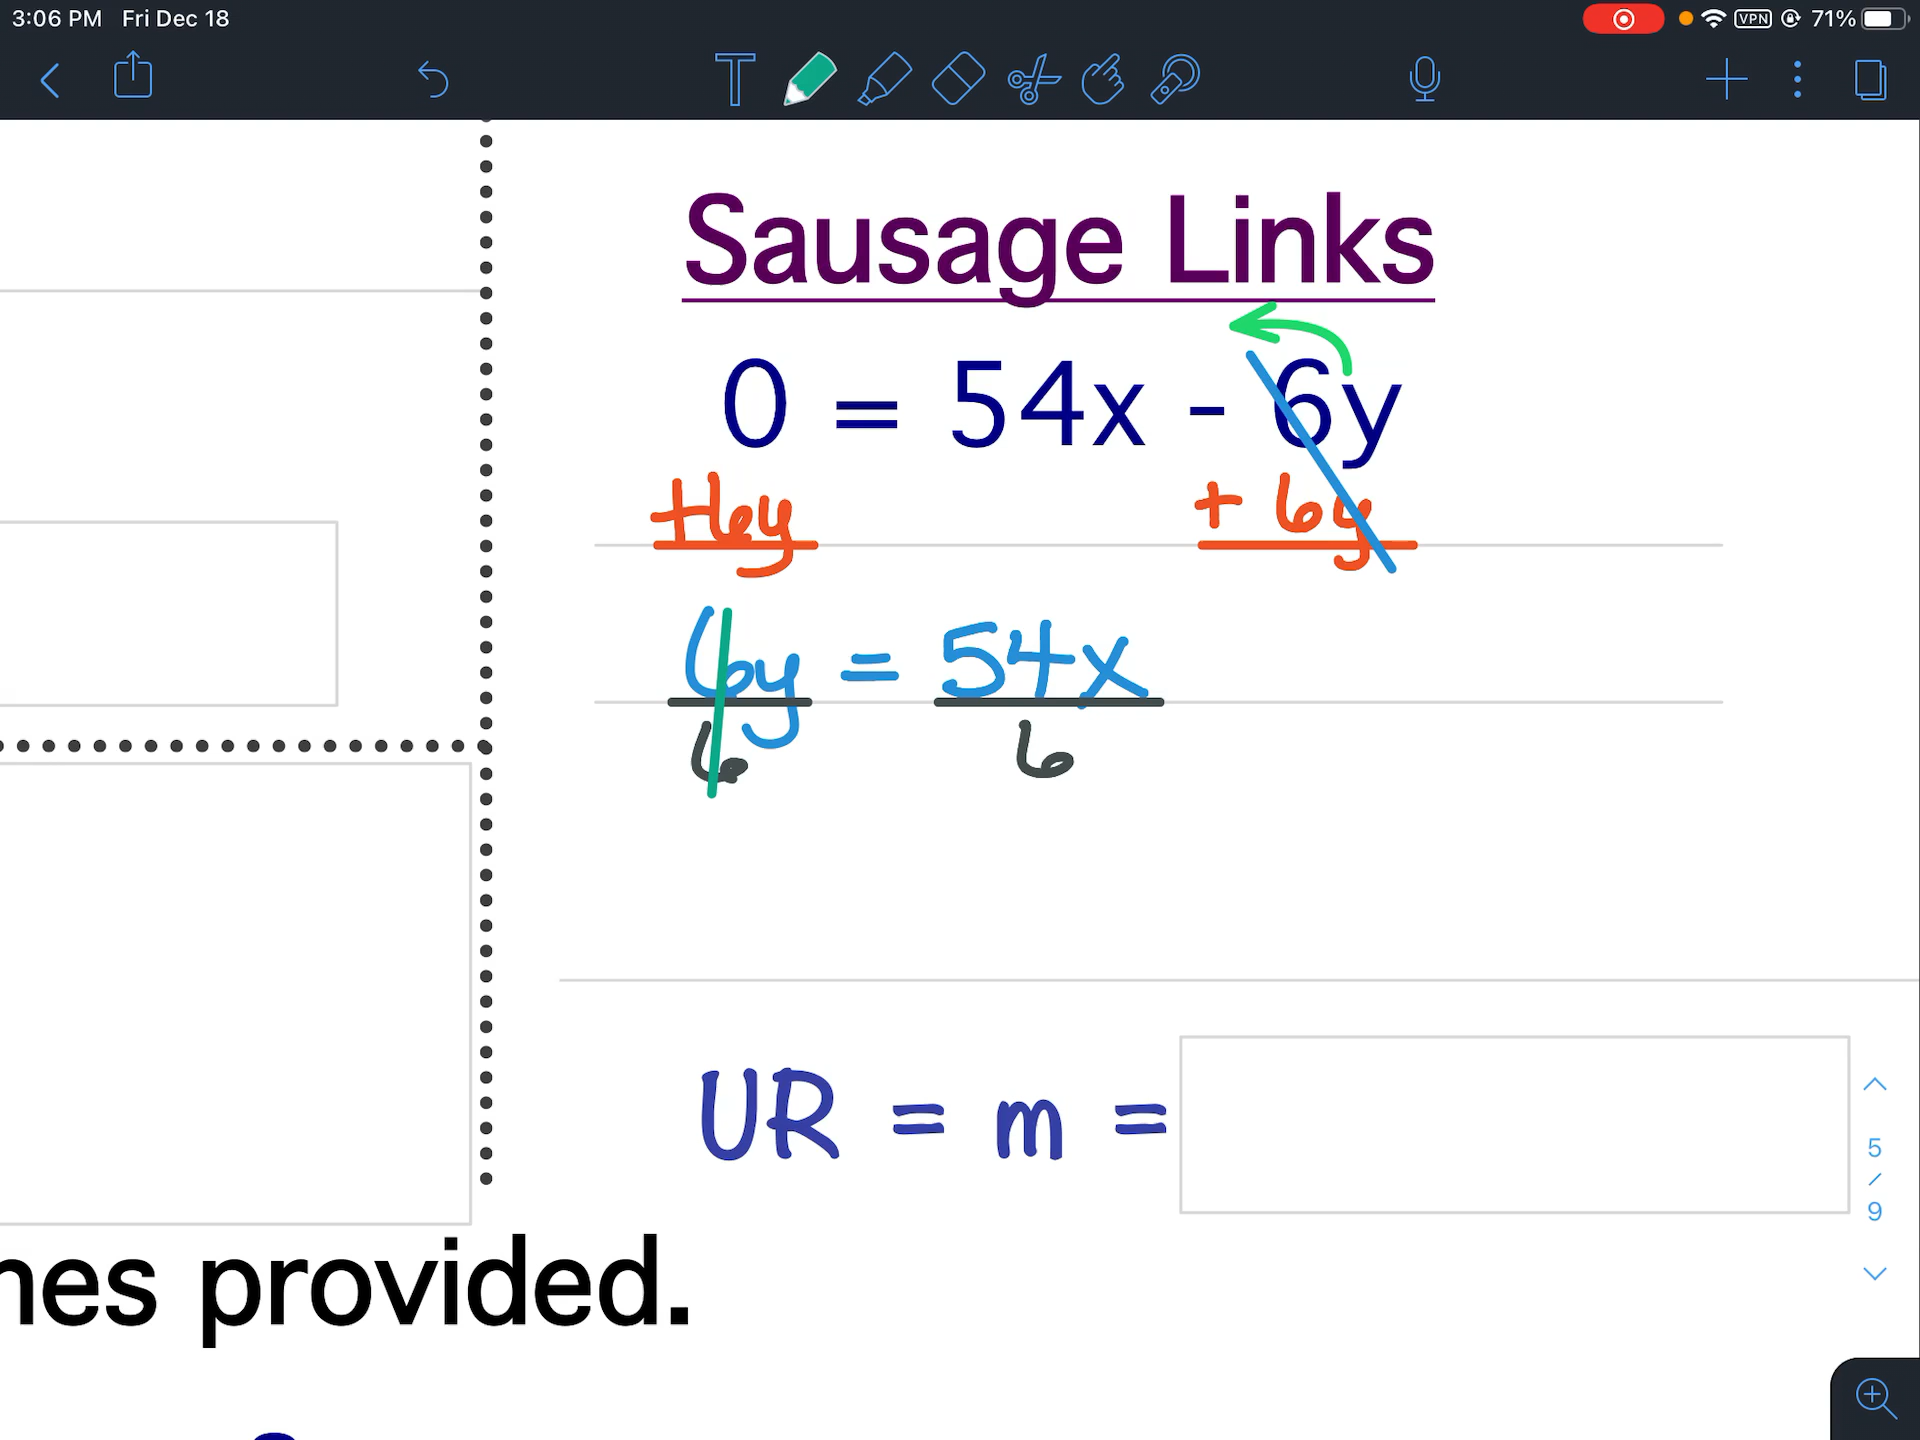 3:06 PM Fri Dec 18
VPN 71%
T
Sausage Links
0 = 54x - 6y
+6y + 6y
6y = 54x
6 6
UR = m =
5
/
9
nes provided.